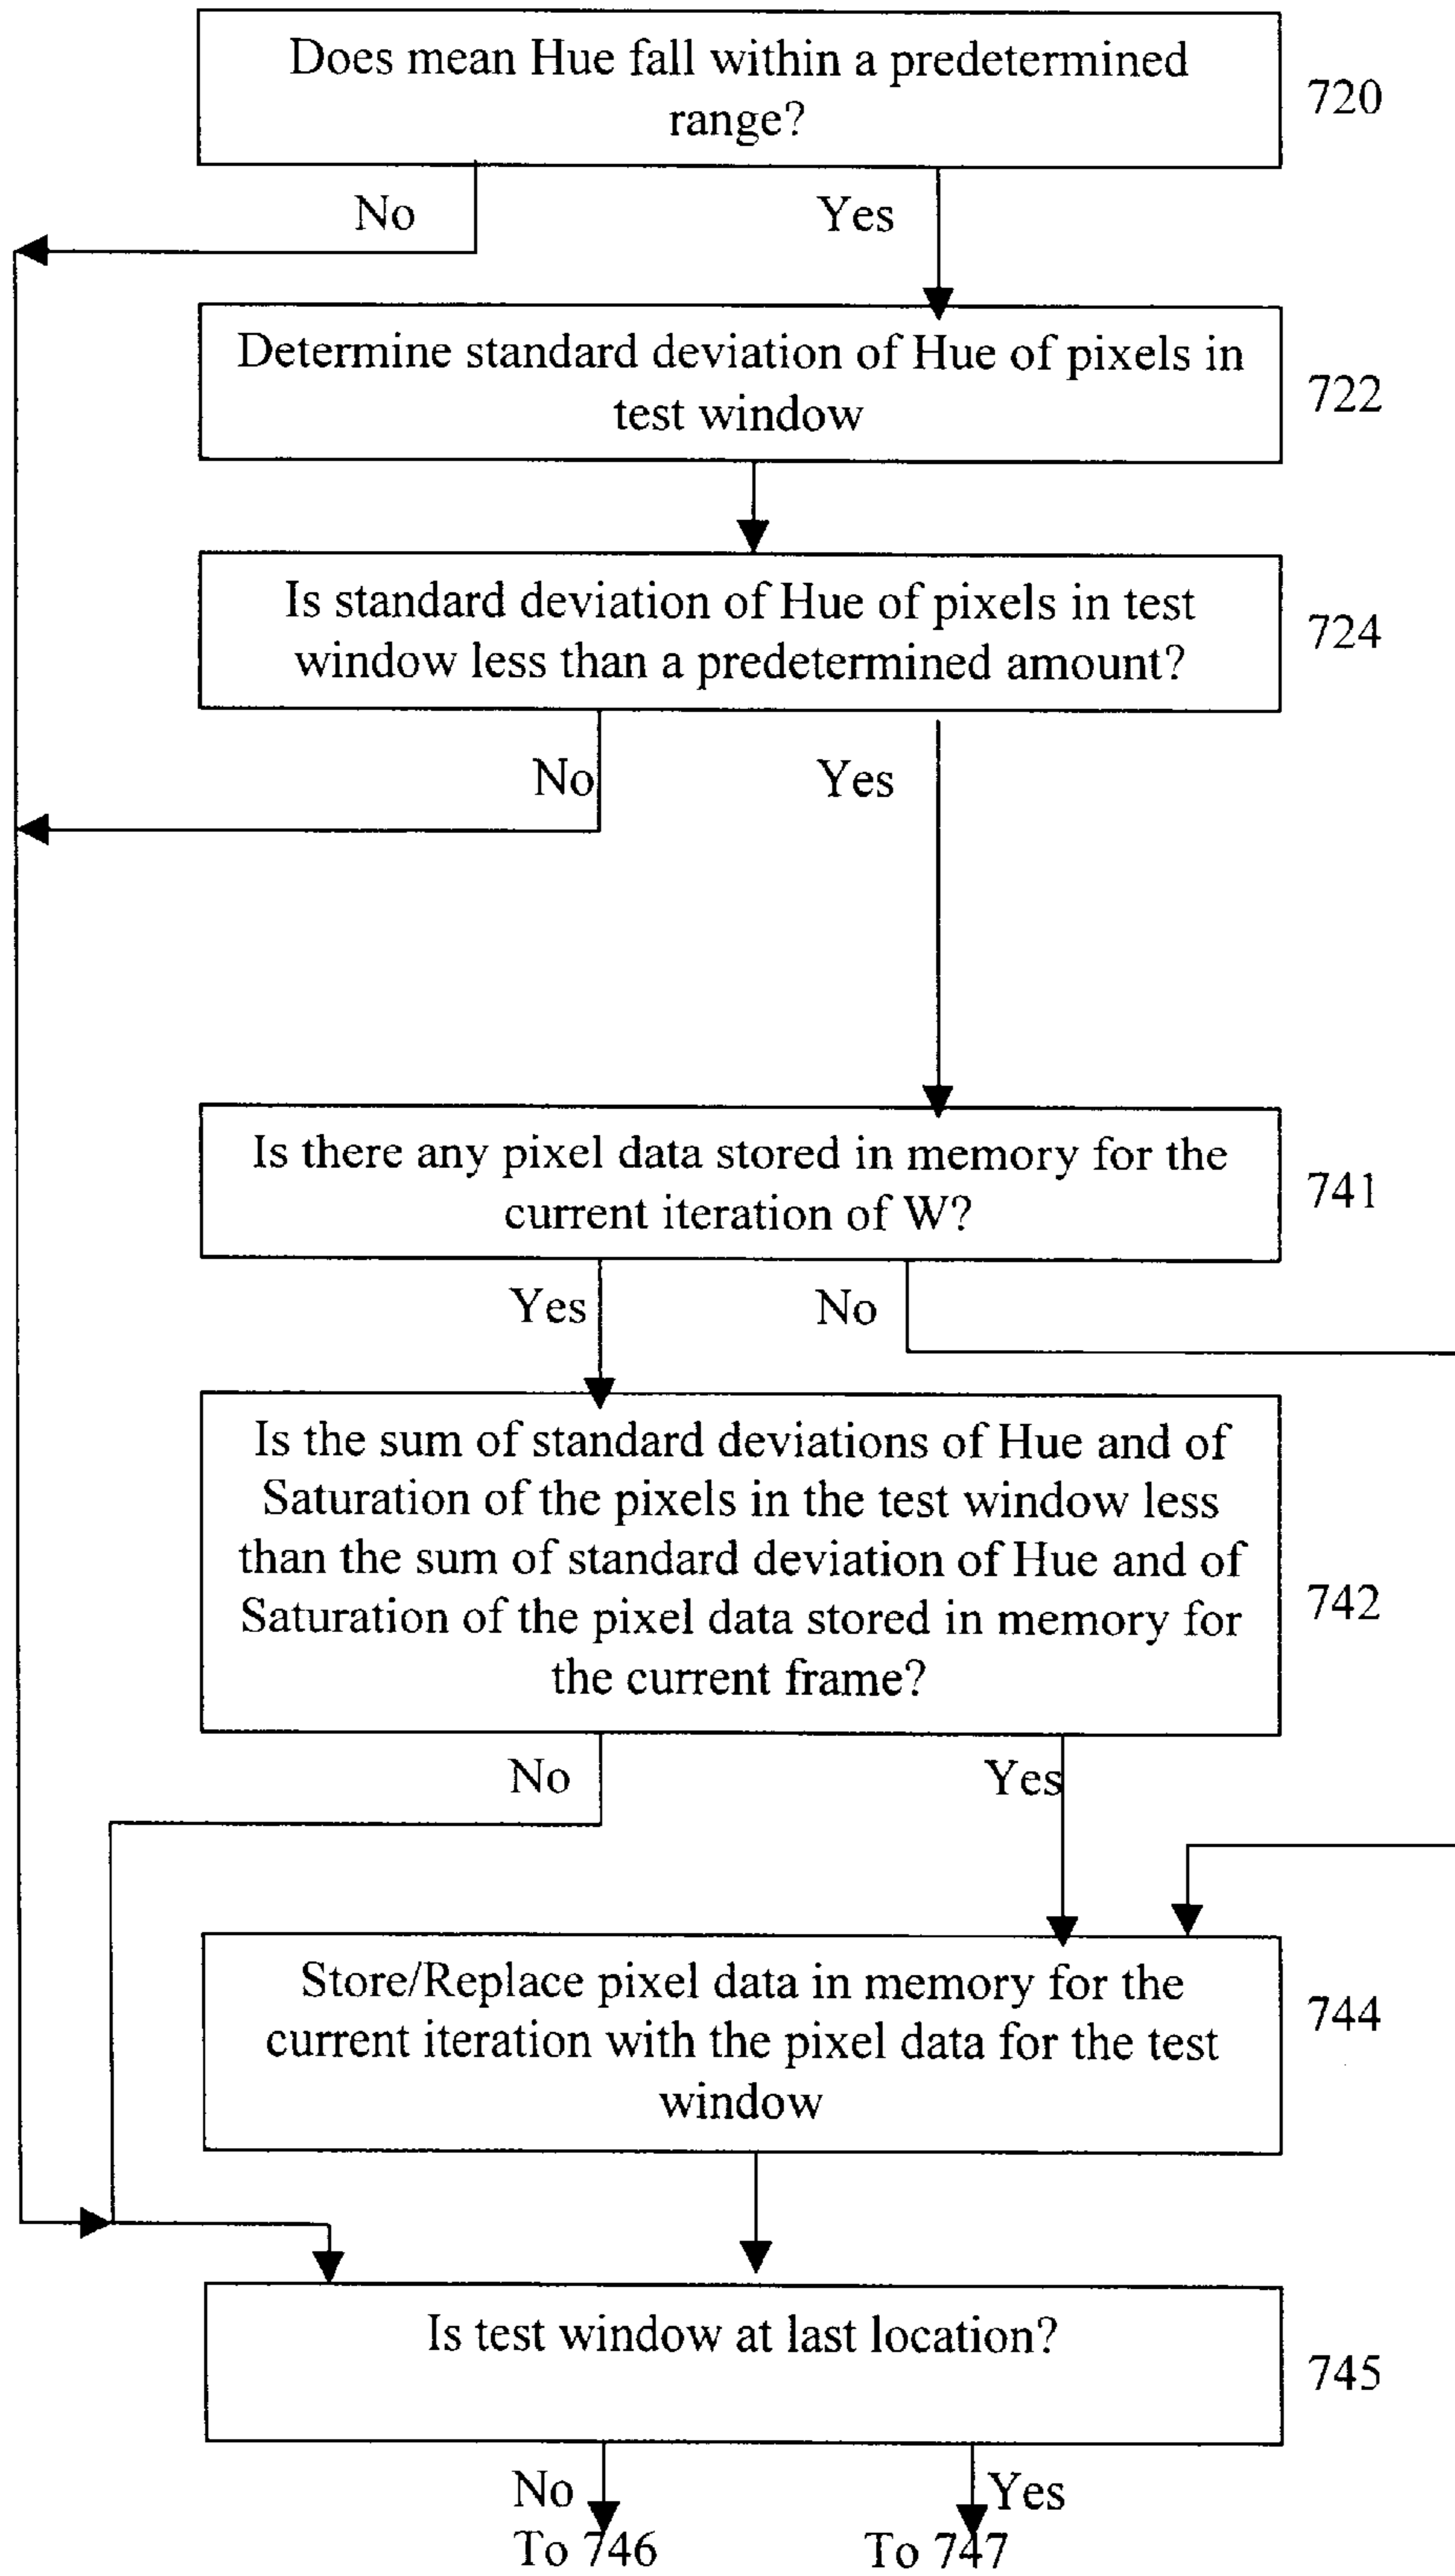 Does mean Hue fall within a predetermined
range?
720
No
Yes
Determine standard deviation of Hue of pixels in
test window
722
Is standard deviation of Hue of pixels in test
window less than a predetermined amount?
724
No
Yes
Is there any pixel data stored in memory for the
current iteration of W?
741
Yes
No
Is the sum of standard deviations of Hue and of
Saturation of the pixels in the test window less
than the sum of standard deviation of Hue and of
Saturation of the pixel data stored in memory for
the current frame?
742
No
Yes
Store/Replace pixel data in memory for the
current iteration with the pixel data for the test
window
744
Is test window at last location?
745
No
Yes
To 746
To 747